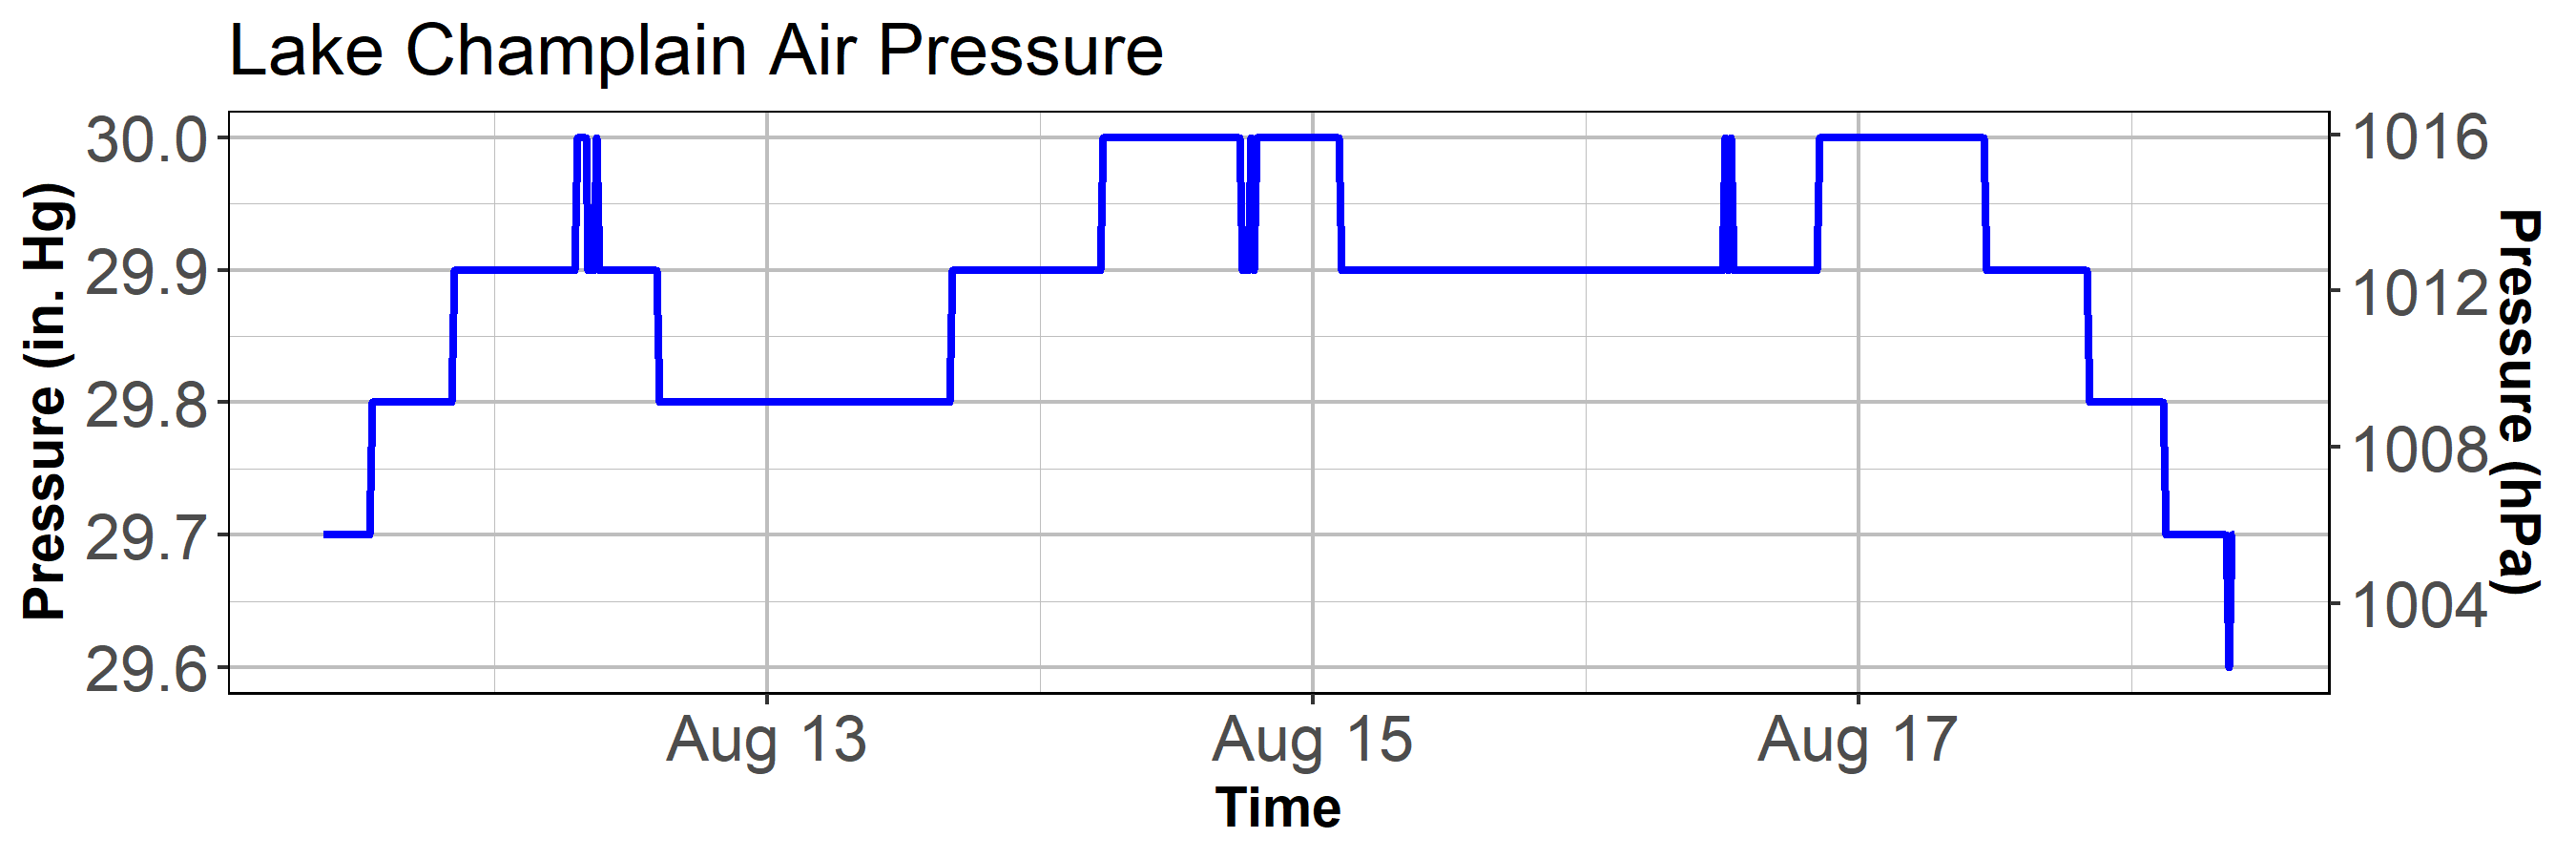 Lake Champlain Air Pressure
Pressure (in. Hg)
30.0
29.9
29.8
29.7
29.6
1016
1012
1008
1004
Pressure (hPa)
Aug 13 Aug 15 Aug 17
Time